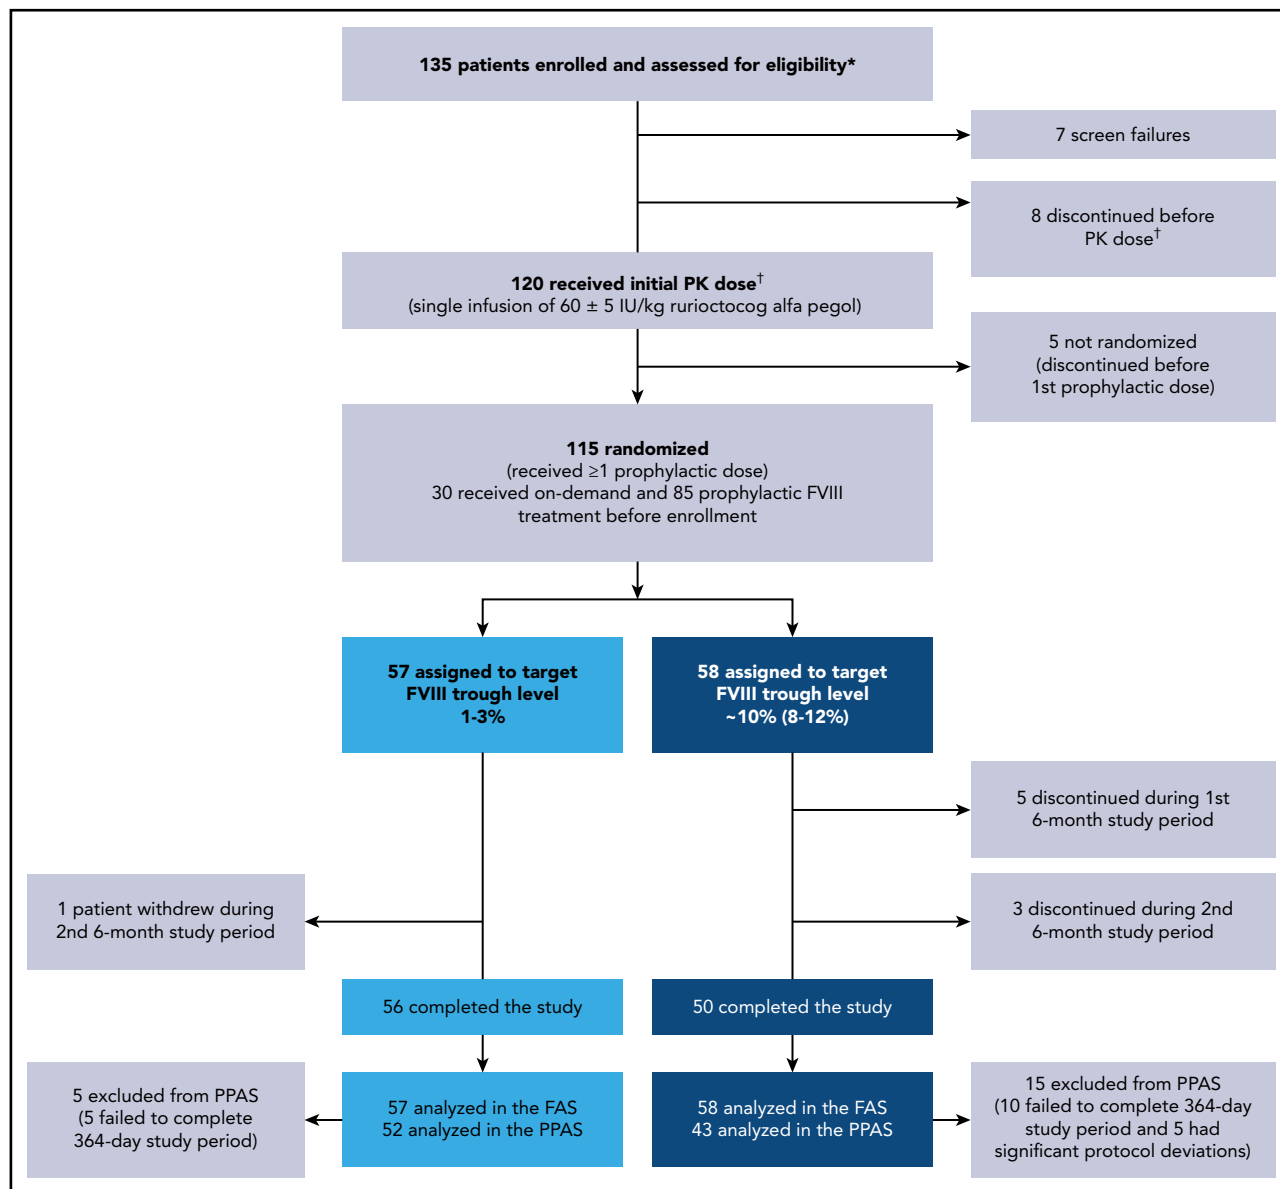 135 patients enrolled and assessed for eligibility*
7 screen failures
8 discontinued before
PK dose†
120 received initial PK dose†
(single infusion of 60 ± 5 IU/kg rurioctocog alfa pegol)
5 not randomized
(discontinued before
1st prophylactic dose)
115 randomized
(received ≥1 prophylactic dose)
30 received on-demand and 85 prophylactic FVIII
treatment before enrollment
57 assigned to target
FVIII trough level
1-3%
58 assigned to target
FVIII trough level
~10% (8-12%)
5 discontinued during 1st
6-month study period
1 patient withdrew during
2nd 6-month study period
3 discontinued during 2nd
6-month study period
56 completed the study
50 completed the study
5 excluded from PPAS
(5 failed to complete
364-day study period)
57 analyzed in the FAS
52 analyzed in the PPAS
58 analyzed in the FAS
43 analyzed in the PPAS
15 excluded from PPAS
(10 failed to complete 364-day
study period and 5 had
significant protocol deviations)